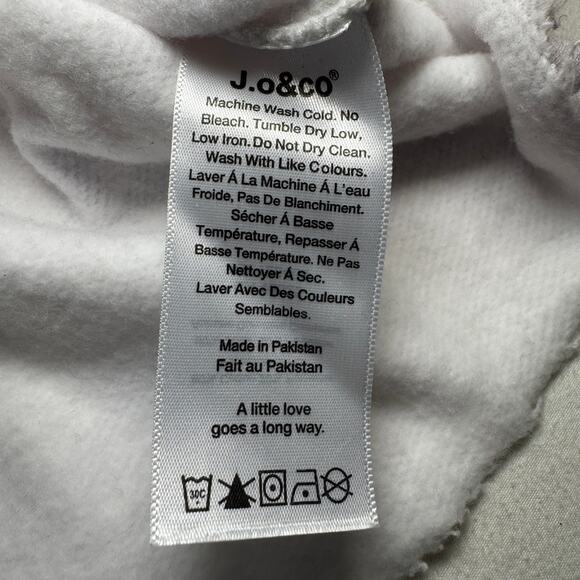 J.o&co®
Machine Wash Cold. No
Bleach. Tumble Dry Low,
Low Iron. Do Not Dry Clean.
Wash With Like Colours.
Laver Á La Machine Á L'eau
Froide, Pas De Blanchiment.
Sécher Á Basse
Température, Repasser Á
Basse Température. Ne Pas
Nettoyer Á Sec.
Laver Avec Des Couleurs
Semblables.
Made in Pakistan
Fait au Pakistan
A little love
goes a long way.
30C